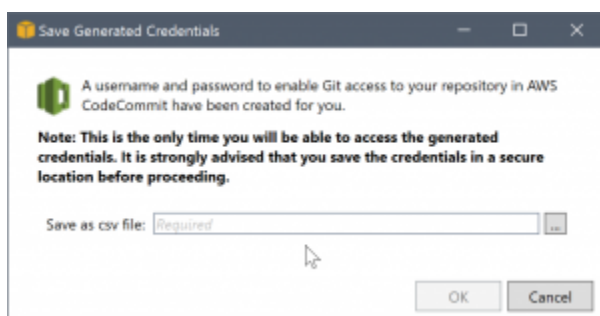 Save Generated Credentials
A username and password to enable Git access to your repository in AWS
CodeCommit have been created for you.
Note: This is the only time you will be able to access the generated
credentials. It is strongly advised that you save the credentials in a secure
location before proceeding.
Save as csv file: Required ...
OK Cancel